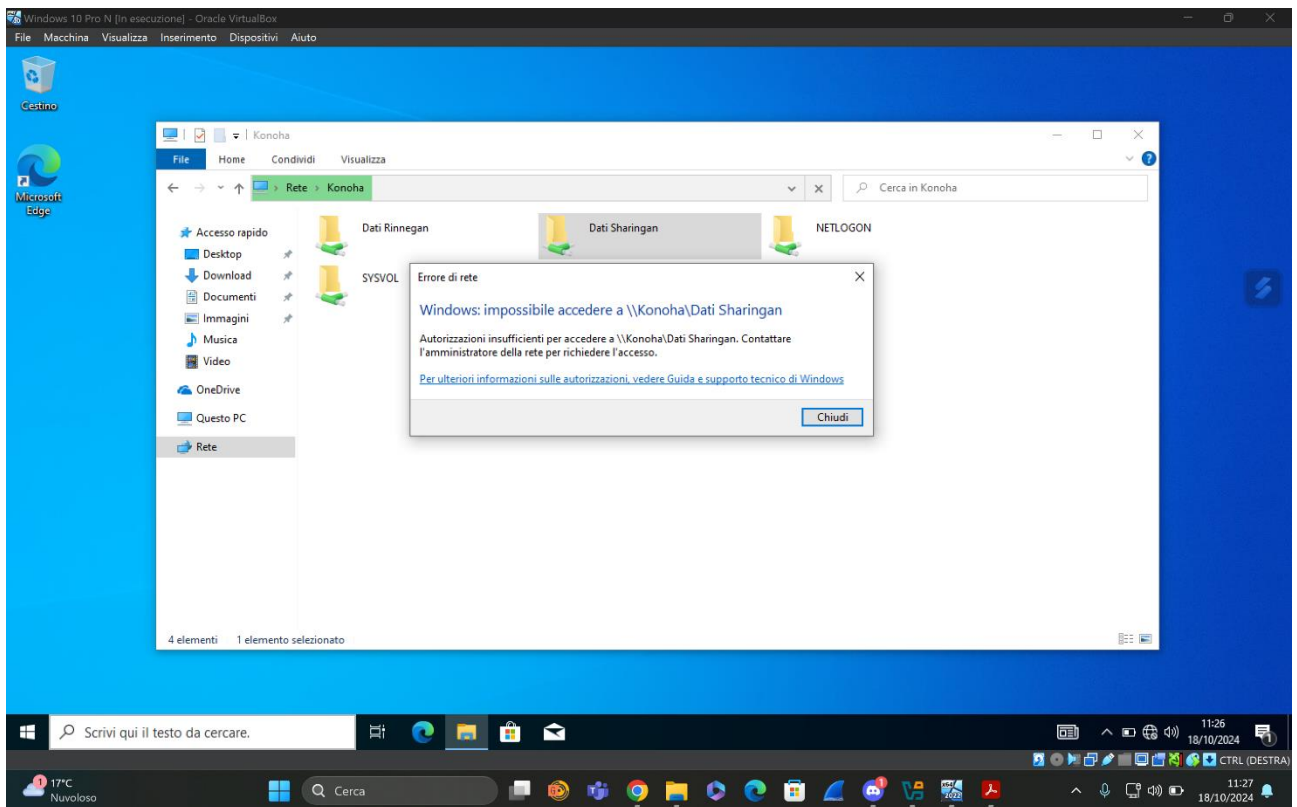 Windows 10 Pro N [In esecuzione] - Oracle VirtualBox
File Macchina Visualizza Inserimento Dispositivi Aiuto
Cestino
Microsoft
Edge
Konoha
File Home Condividi Visualizza
Rete > Konoha
Cerca in Konoha
Accesso rapido
Desktop
Download
Documenti
Immagini
Musica
Video
OneDrive
Questo PC
Rete
Dati Rinnegan
Dati Sharingan
NETLOGON
SYSVOL
Errore di rete
Windows: impossibile accedere a \\Konoha\Dati Sharingan
Autorizzazioni insufficienti per accedere a \\Konoha\Dati Sharingan. Contattare
l'amministratore della rete per richiedere l'accesso.
Per ulteriori informazioni sulle autorizzazioni, vedere Guida e supporto tecnico di Windows
Chiudi
4 elementi 1 elemento selezionato
Scrivi qui il testo da cercare.
11:26
18/10/2024
1
CTRL (DESTRA)
1
17°C
Nuvoloso
Cerca
2022
11:27
18/10/2024